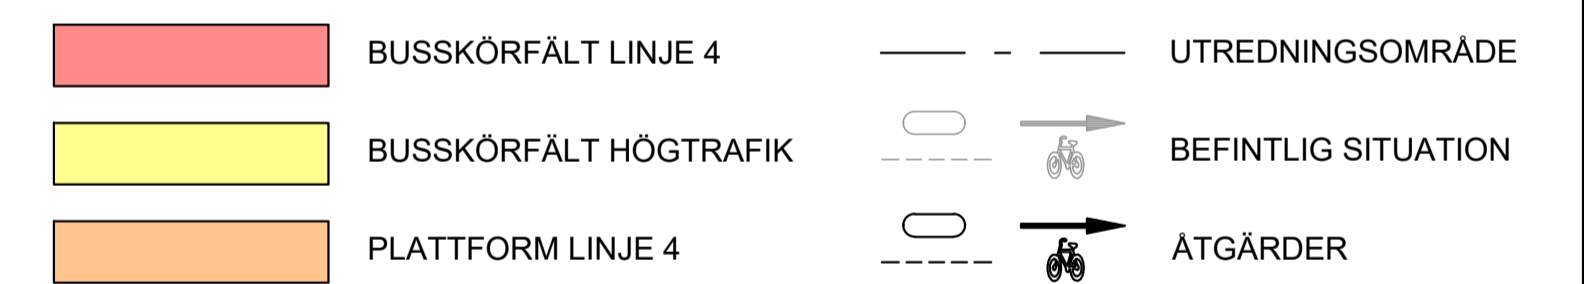 BUSSKÖRFÄLT LINJE 4
BUSSKÖRFÄLT HÖGTRAFIK
PLATTFORM LINJE 4
UTREDNINGSOMRÅDE
BEFINTLIG SITUATION
ÅTGÄRDER